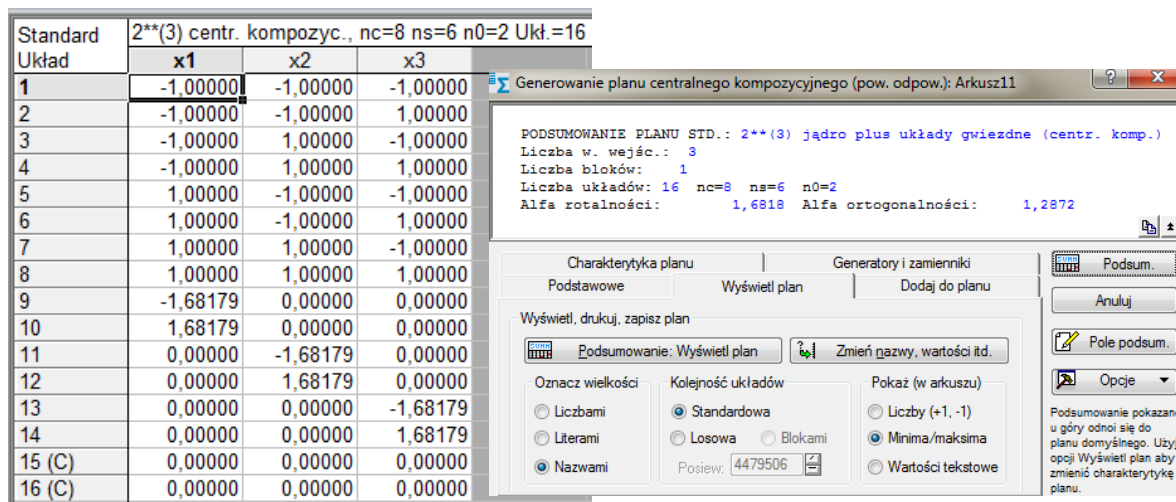 Standard Układ
2**(3) centr. kompozyc., nc=8 ns=6 n0=2 Ukł.=16
x1 x2 x3
1 -1,00000 -1,00000 -1,00000
2 -1,00000 -1,00000 1,00000
3 -1,00000 1,00000 -1,00000
4 -1,00000 1,00000 1,00000
5 1,00000 -1,00000 -1,00000
6 1,00000 -1,00000 1,00000
7 1,00000 1,00000 -1,00000
8 1,00000 1,00000 1,00000
9 -1,68179 0,00000 0,00000
10 1,68179 0,00000 0,00000
11 0,00000 -1,68179 0,00000
12 0,00000 1,68179 0,00000
13 0,00000 0,00000 -1,68179
14 0,00000 0,00000 1,68179
15 (C) 0,00000 0,00000 0,00000
16 (C) 0,00000 0,00000 0,00000
Generowanie planu centralnego kompozycyjnego (pow. odpow.): Arkusz11
PODSUMOWANIE PLANU STD.: 2**(3) jądro plus układy gwiezdne (centr. komp.)
Liczba w. wejśc.: 3
Liczba bloków: 1
Liczba układów: 16 nc=8 ns=6 n0=2
Alfa rotalności: 1,6818 Alfa ortogonalności: 1,2872
Charakterytyka planu
Generatory i zamienniki
Podstawowe
Wyświetl plan
Dodaj do planu
Wyświetl, drukuj, zapisz plan
Podsumowanie: Wyświetl plan
Zmień nazwy, wartości itd.
Oznacz wielkości
Liczbami
Literami
Nazwami
Kolejność układów
Standardowa
Losowa
Blokami
Posiew: 4479506
Pokaż (w arkuszu)
Liczby (+1, -1)
Minima/maksima
Wartości tekstowe
Podsum.
Anuluj
Pole podsum.
Opcje
Podsumowanie pokazan
u góry odnoi się do
planu domyślnego. Użyj
opcji Wyświetl plan aby
zmienić charakterytykę
planu.